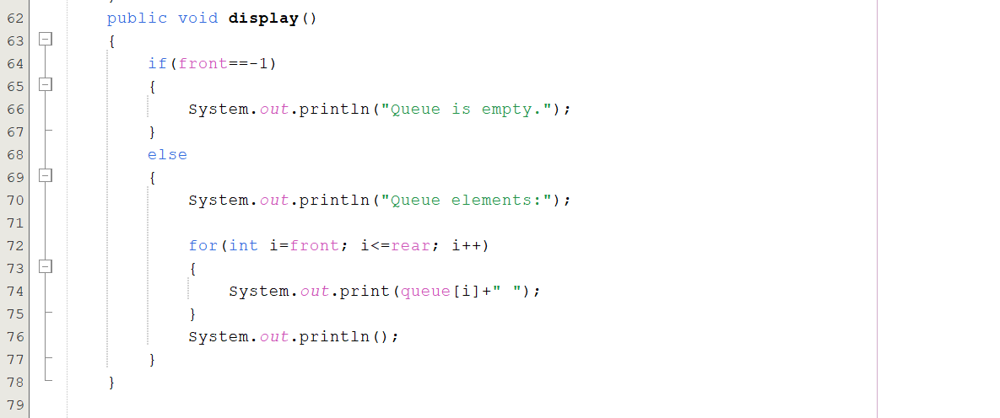 62 public void display()
63 {
64 if(front==-1)
65 {
66 System.out.println("Queue is empty.");
67 }
68 else
69 {
70 System.out.println("Queue elements:");
71
72 for(int i=front; i<=rear; i++)
73 {
74 System.out.print(queue[i]+" ");
75 }
76 System.out.println();
77 }
78 }
79